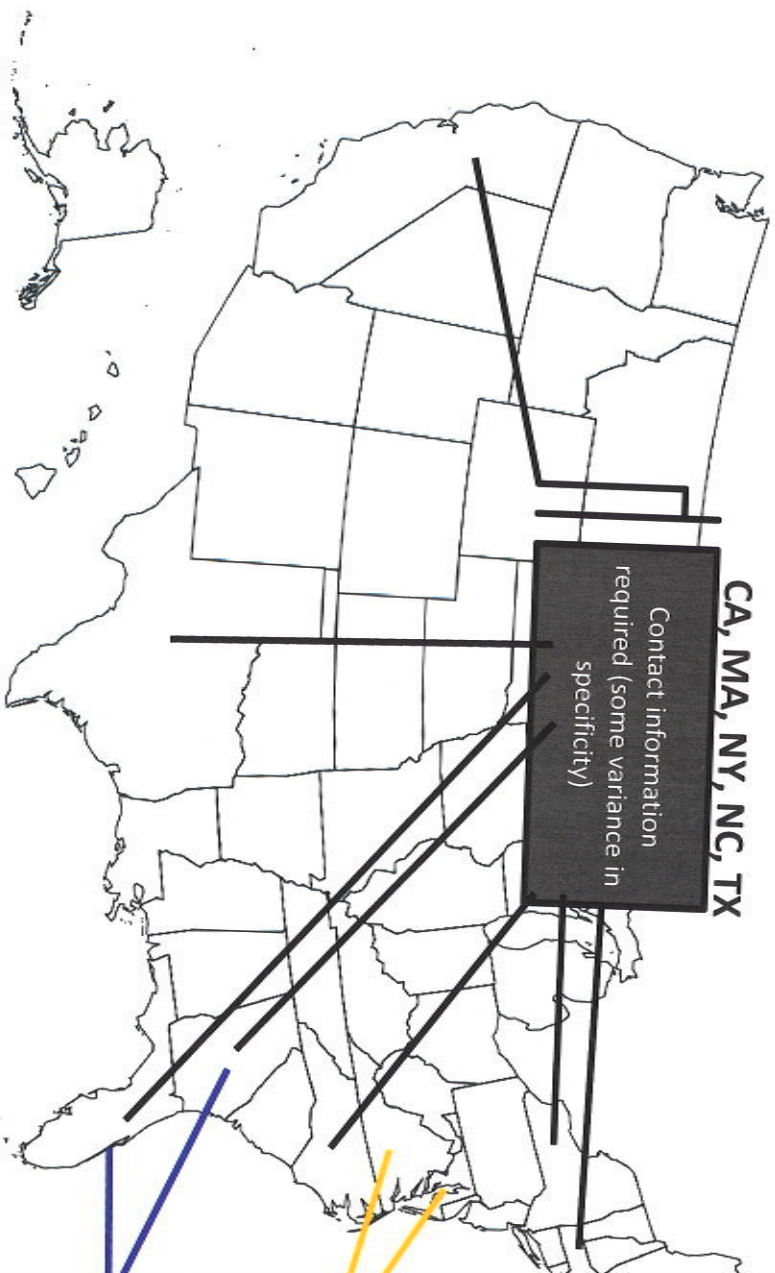 CA, MA, NY, NC, TX
Contact information
required (some variance in
specificity)